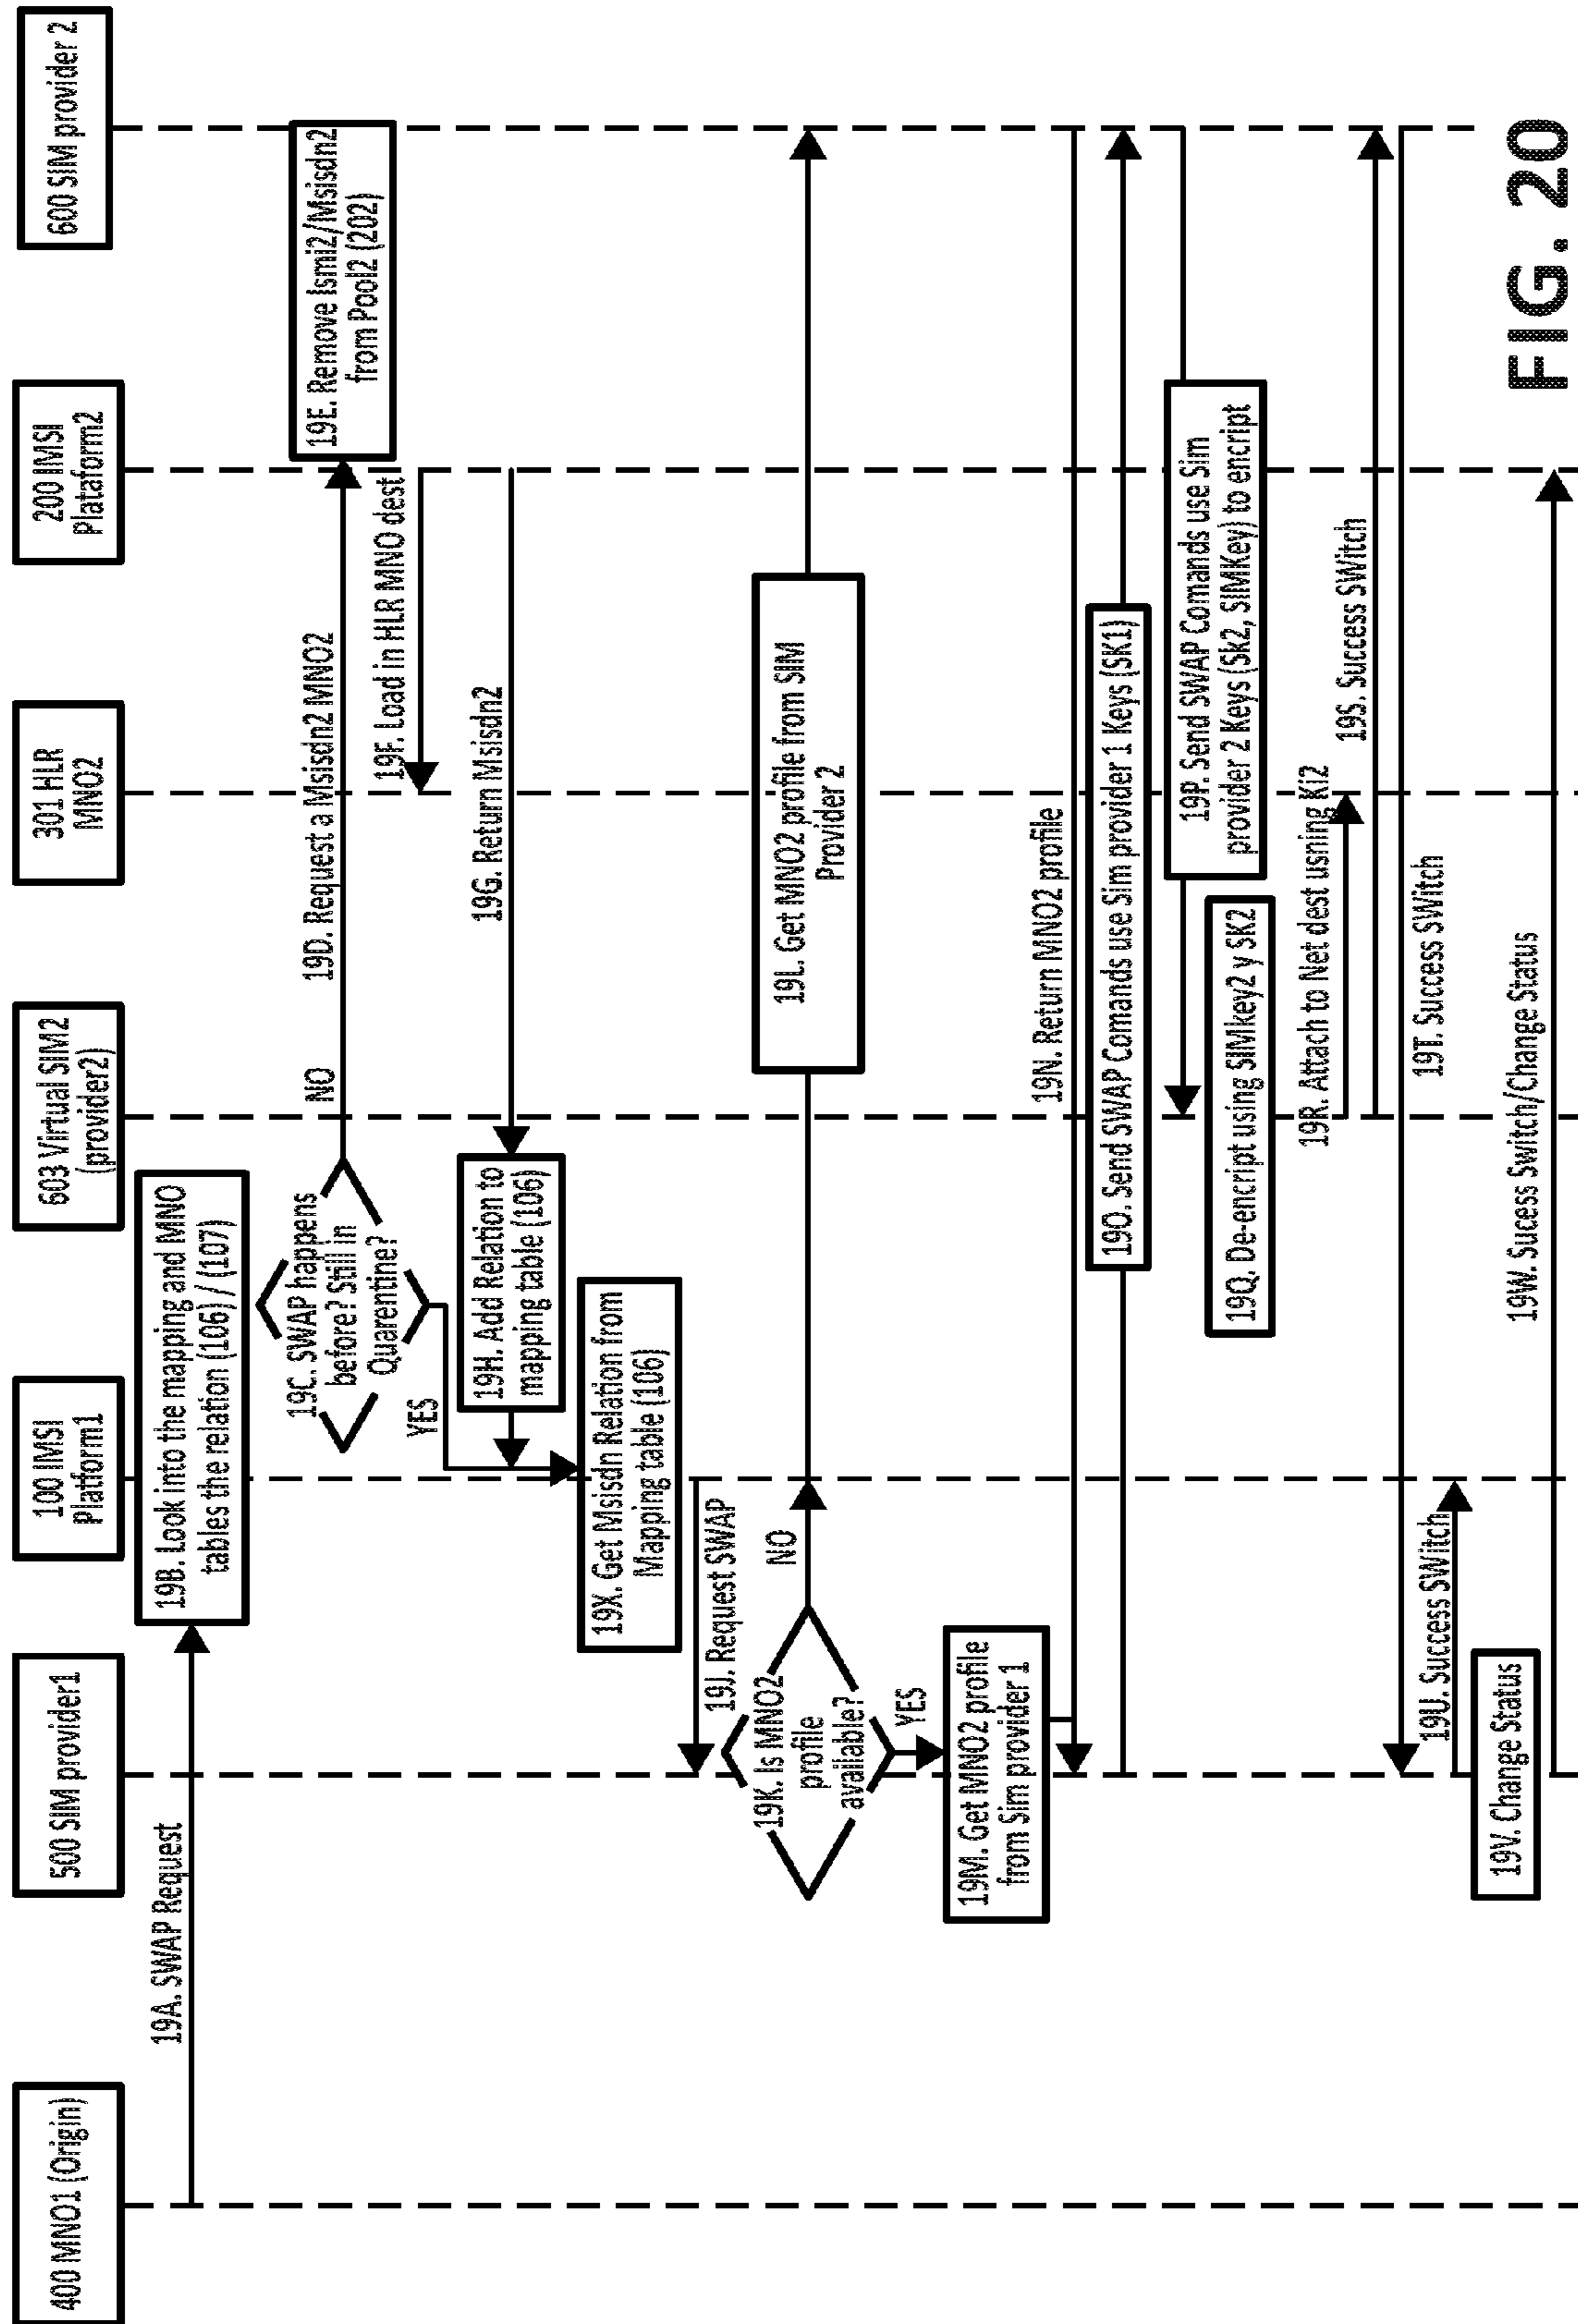 400 MNO1 (Origin)
500 SIM provider1
100 IMSI
Platform1
603 Virtual SIM2
(provider2)
301 HLR
MNO2
200 IMSI
Plataform2
600 SIM provider 2
19A. SWAP Request
19B. Look into the mapping and MNO
tables the relation (106) / (107)
19C. SWAP happens
before? Still in
Quarentine?
NO
YES
19D. Request a Msisdn2 MNO2
19E. Remove Ismi2/Msisdn2
from Pool2 (202)
19F. Load in HLR MNO dest
19G. Return Msisdn2
19H. Add Relation to
mapping table (106)
19X. Get Msisdn Relation from
Mapping table (106)
19J. Request SWAP
19K. Is MNO2
profile
available?
NO
YES
19L. Get MNO2 profile from SIM
Provider 2
19M. Get MNO2 profile
from Sim provider 1
19N. Return MNO2 profile
19O. Send SWAP Comands use Sim provider 1 Keys (SK1)
19P. Send SWAP Comands use Sim
provider 2 Keys (Sk2, SIMKey) to encript
19Q. De-encript using SIMkey2 y SK2
19R. Attach to Net dest usning Ki2
19S. Success SWitch
19T. Success SWitch
19U. Success SWitch
19V. Change Status
19W. Sucess Switch/Change Status
FIG. 20